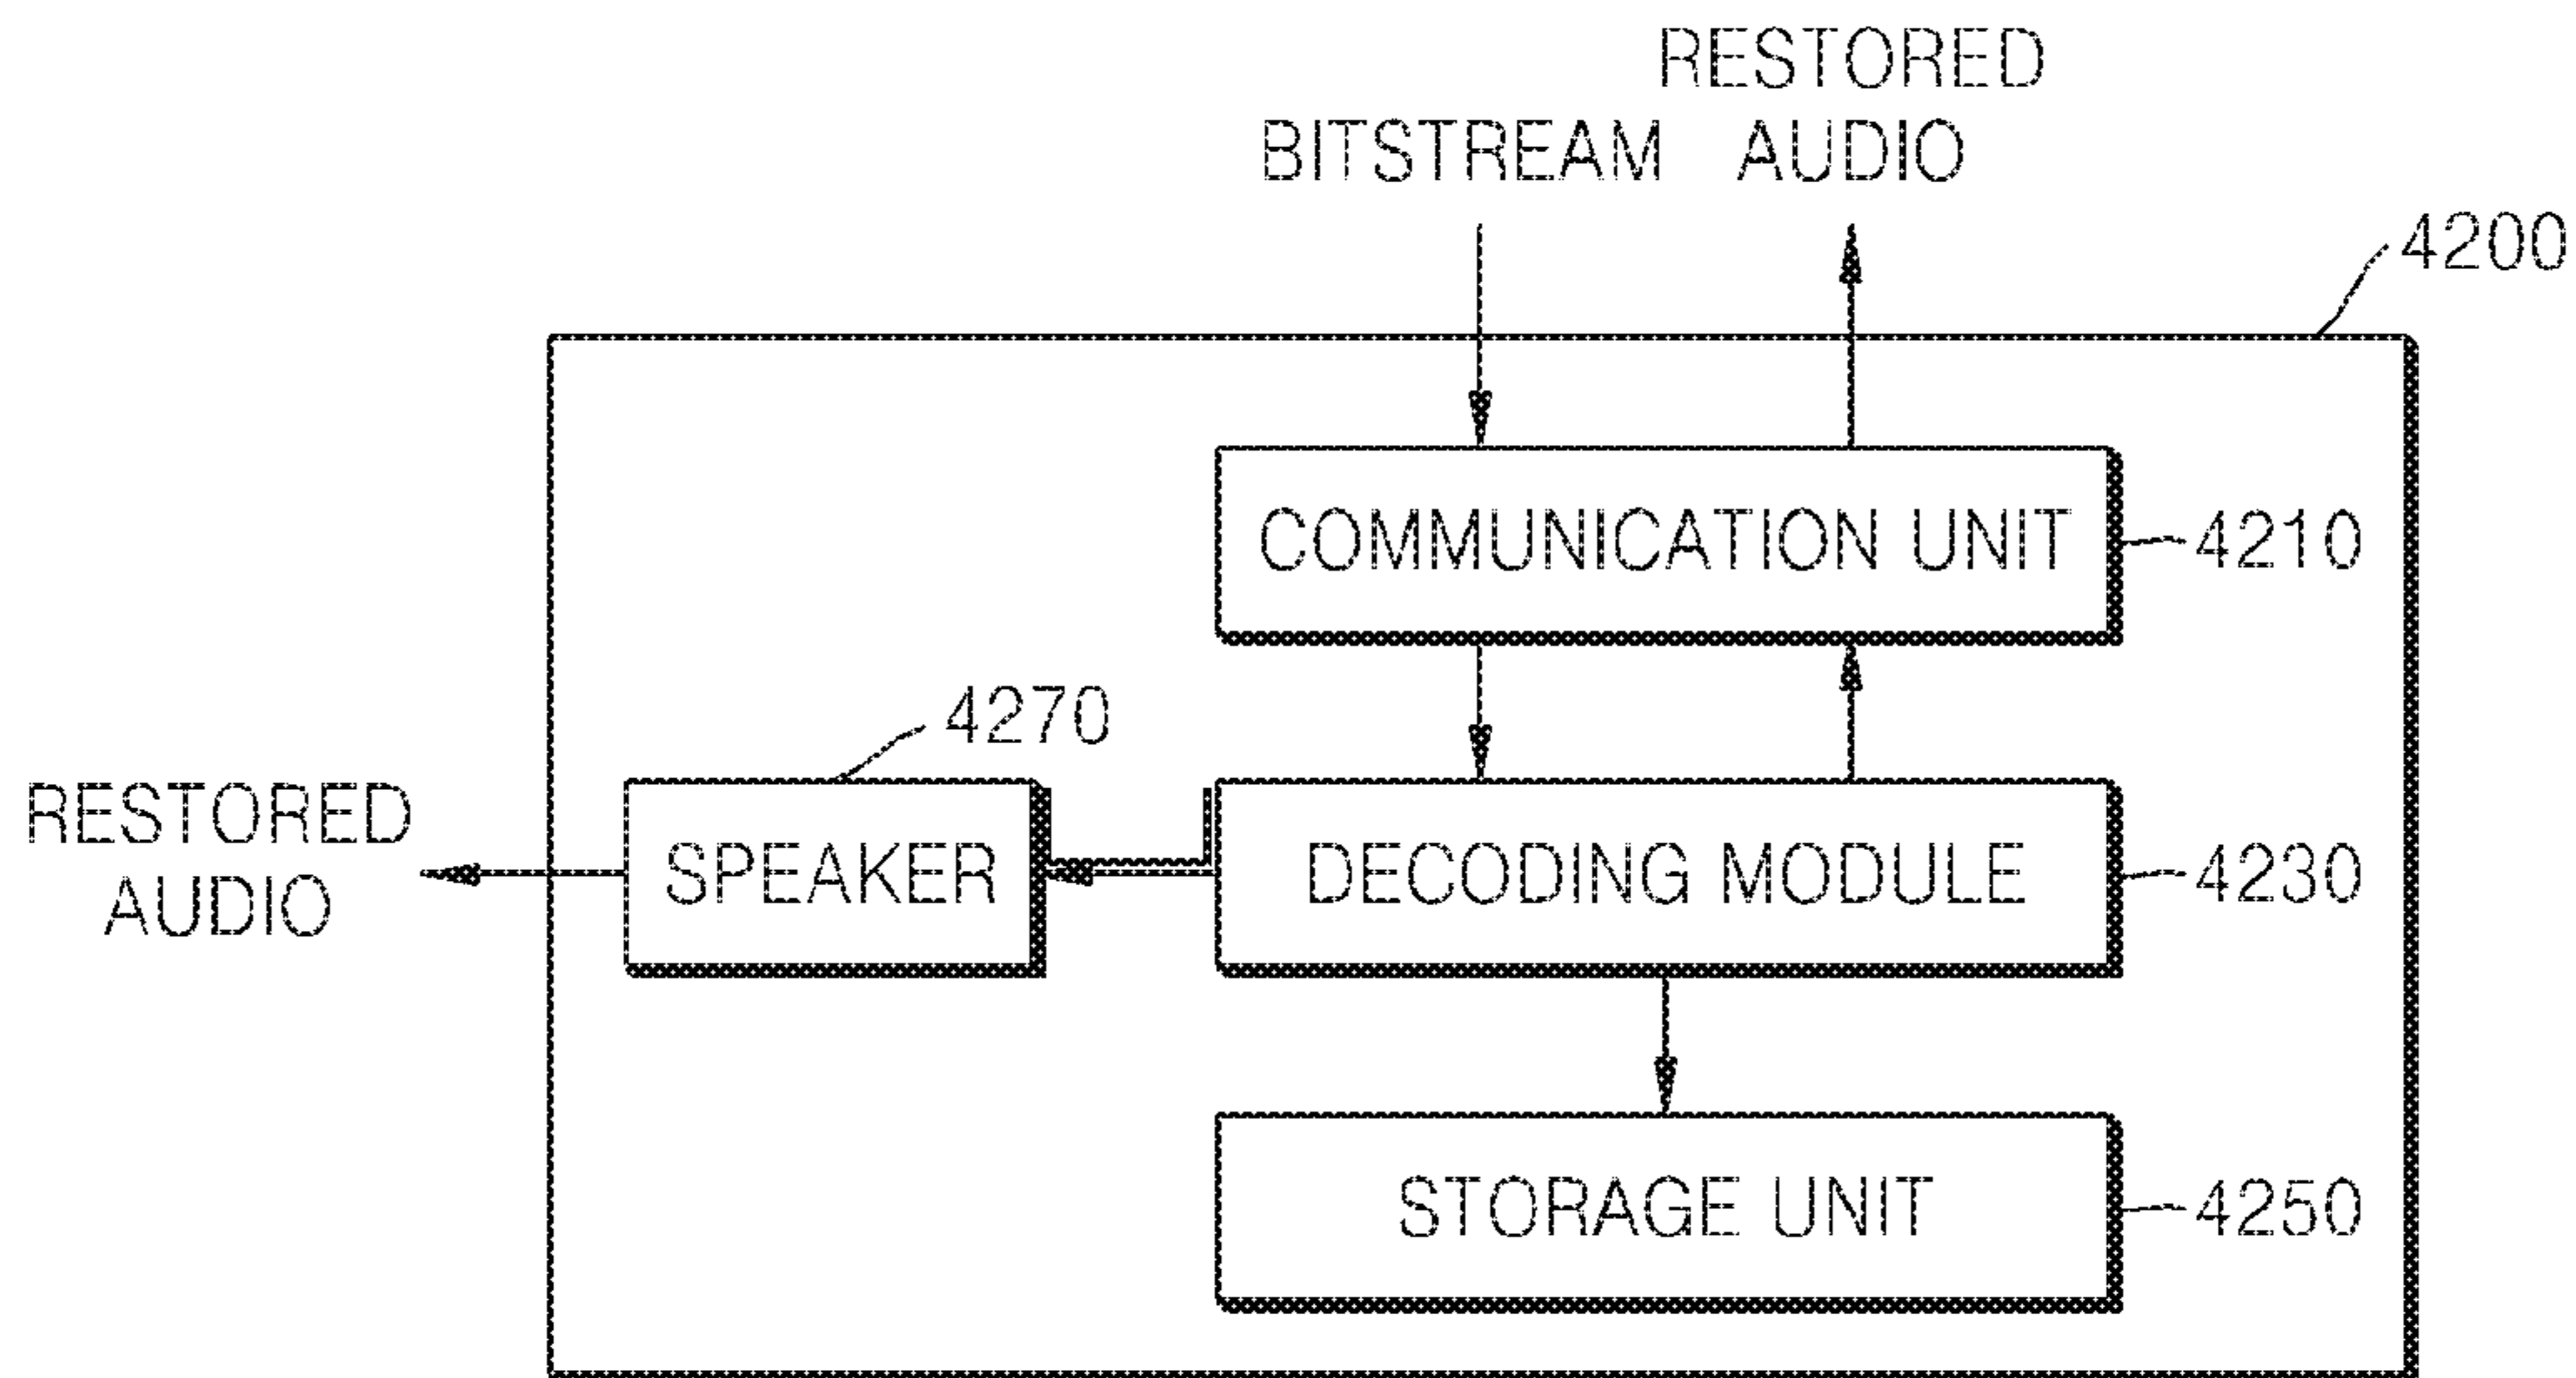 RESTORED
BITSTREAM AUDIO
4200
COMMUNICATION UNIT
4210
4270
RESTORED
AUDIO
SPEAKER
DECODING MODULE
4230
STORAGE UNIT
4250